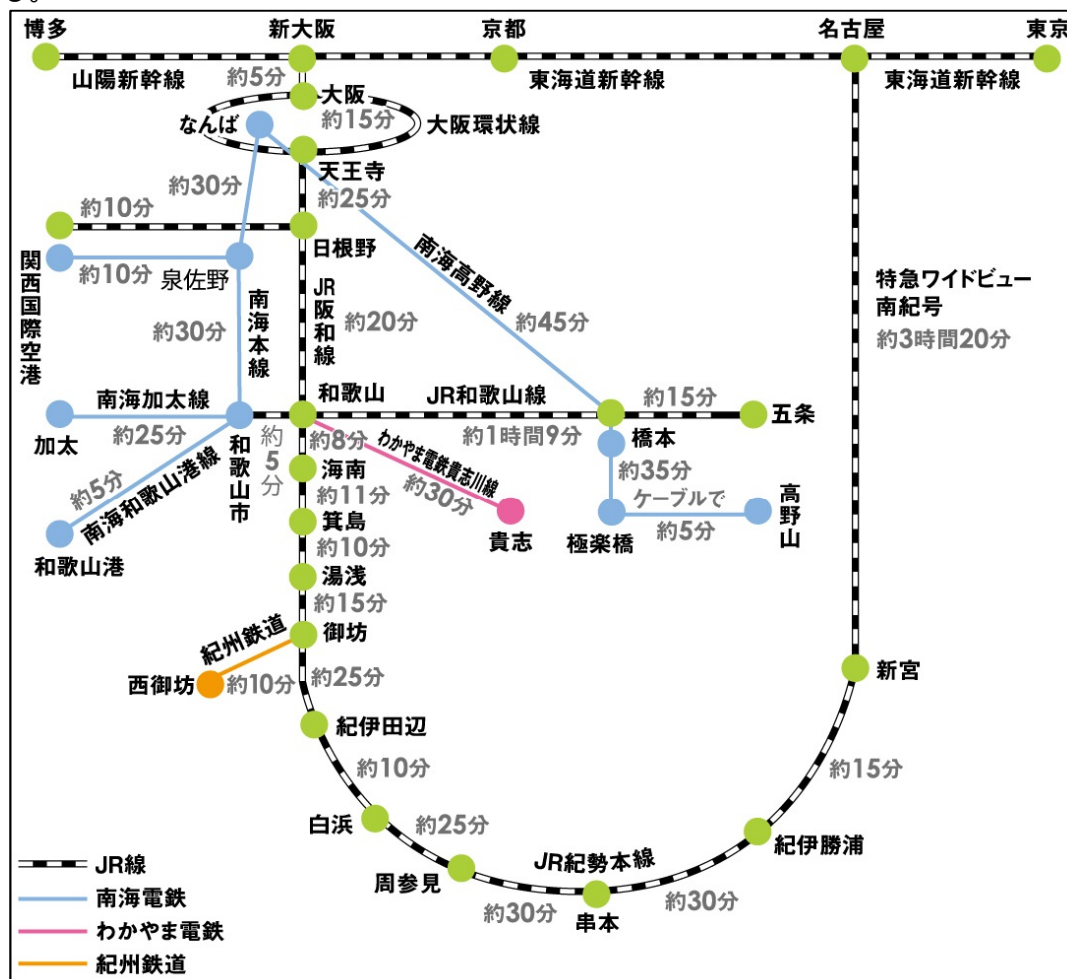 る。
博多
新大阪
京都
名古屋
東京
山陽新幹線
約5分
東海道新幹線
東海道新幹線
大阪
約15分
なんば
大阪環状線
天王寺
約30分
約25分
約10分
日根野
南海高野線
関西国際空港
約10分
泉佐野
特急ワイドビュー
南紀号
約3時間20分
約30分
南海本線
JR阪和線
約20分
約45分
南海加太線
和歌山
JR和歌山線
約15分
加太
約25分
和歌山市
約5分
約8分
約1時間9分
橋本
五条
わかやま電鉄貴志川線
約30分
海南
約35分
約5分
南海和歌山港線
約11分
ケーブルで
約5分
高野山
和歌山港
箕島
貴志
極楽橋
約10分
湯浅
約15分
紀州鉄道
御坊
西御坊
約10分
約25分
新宮
紀伊田辺
約10分
約15分
白浜
約25分
紀伊勝浦
周参見
JR紀勢本線
約30分
串本
約30分
JR線
南海電鉄
わかやま電鉄
紀州鉄道